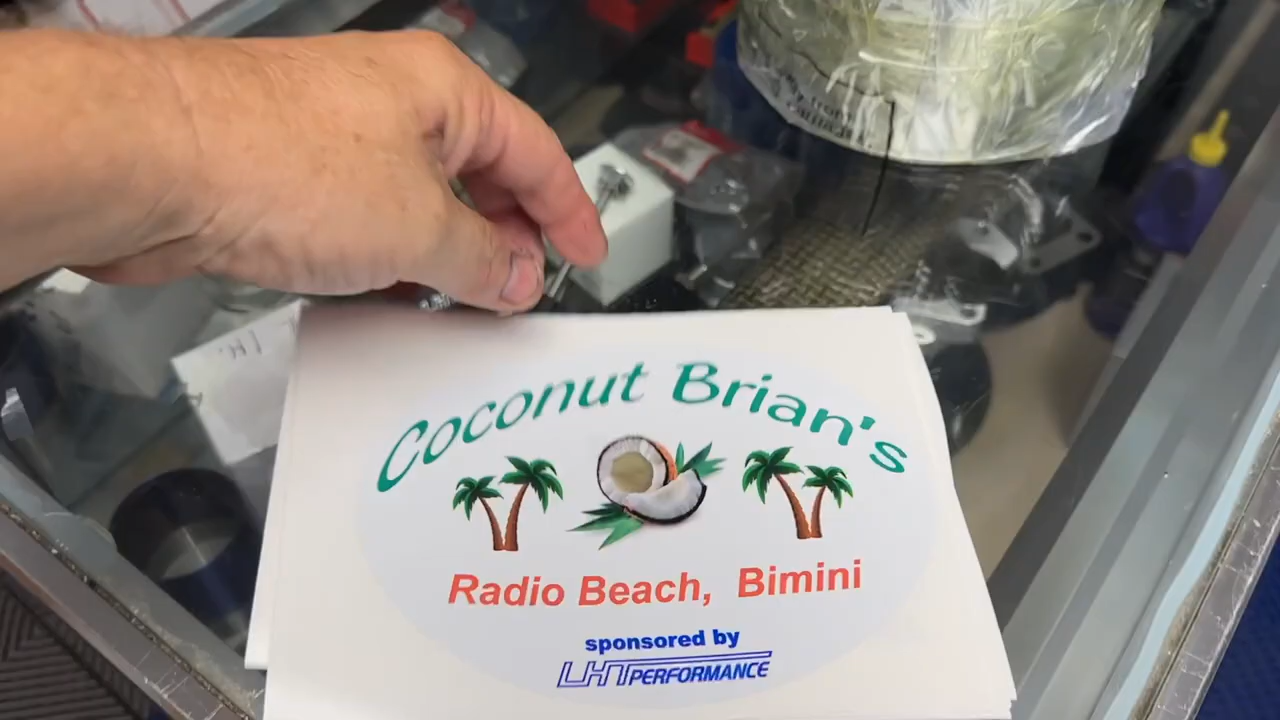 Coconut Brian's
Radio Beach, Bimini
sponsored by
LHT PERFORMANCE